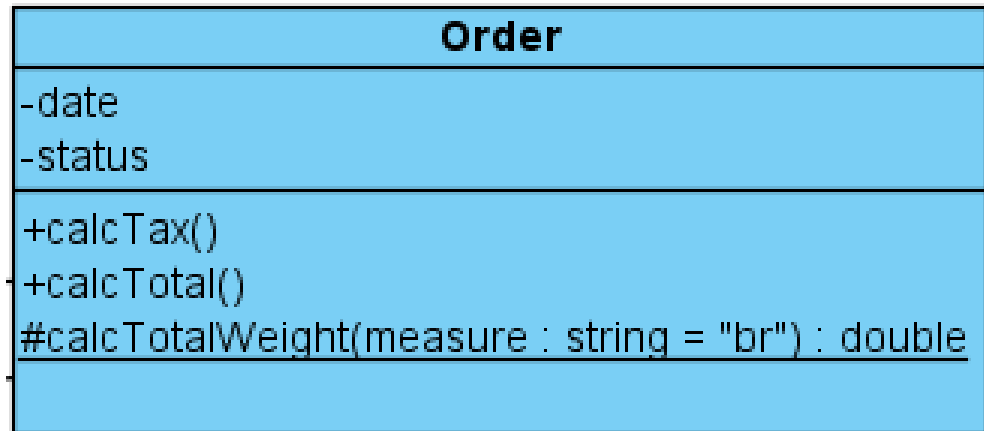 Order
-date
-status
+calcTax()
+calcTotal()
#calcTotalWeight(measure : string = "br") : double